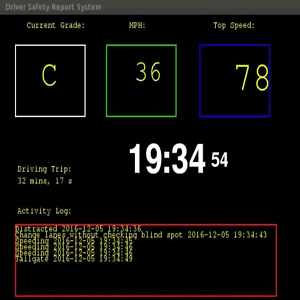 Driver Safety Report System
Current Grade: MPH: Top Speed:
C 36 78
19:34 54
Driving Trip:
32 mins, 17 s
Activity Log:
Distracted 2016-12-05 19:34:36
Change lanes without checking blind spot 2016-12-05 19:34:43
Speeding 2016-12-05 19:34:45
Speeding 2016-12-05 19:34:46
Speeding 2016-12-05 19:34:48
Tailgate 2016-12-05 19:34:49